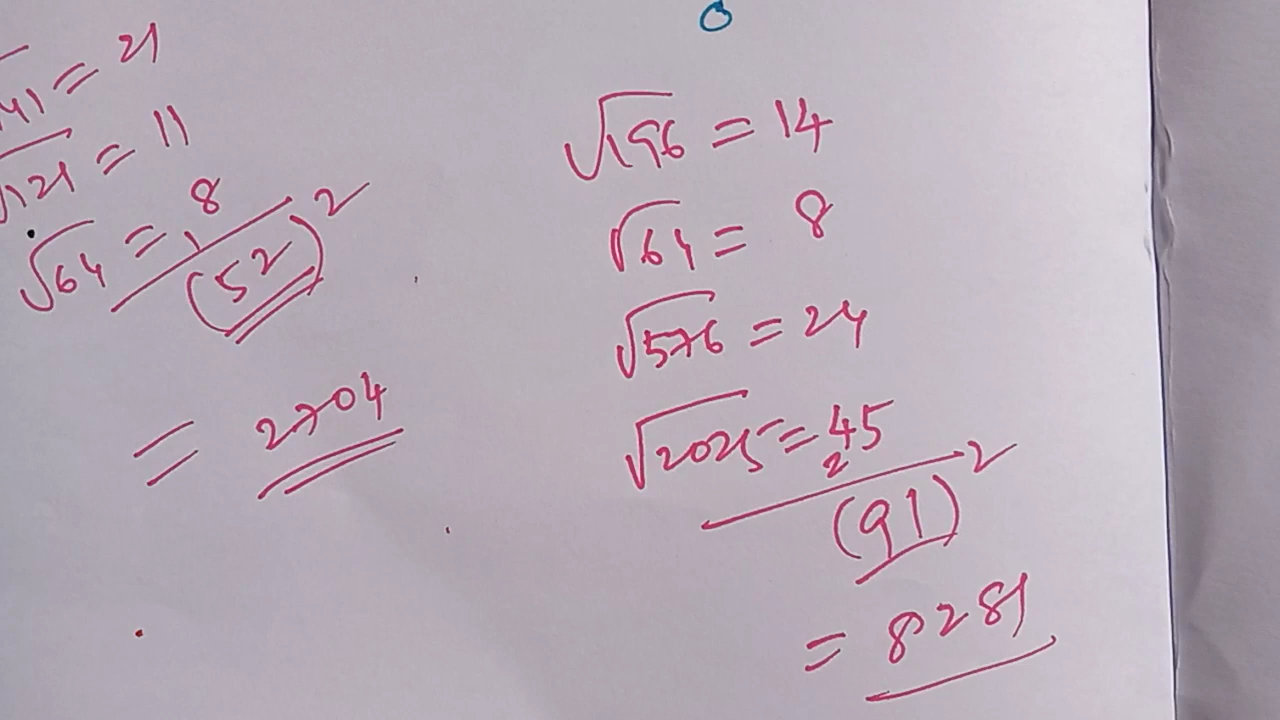 41 = 21
√121 = 11
√64 = 8
(52)²
= 2704
√196 = 14
√64 = 8
√576 = 24
√2025 = 45
2
(91)²
= 8281